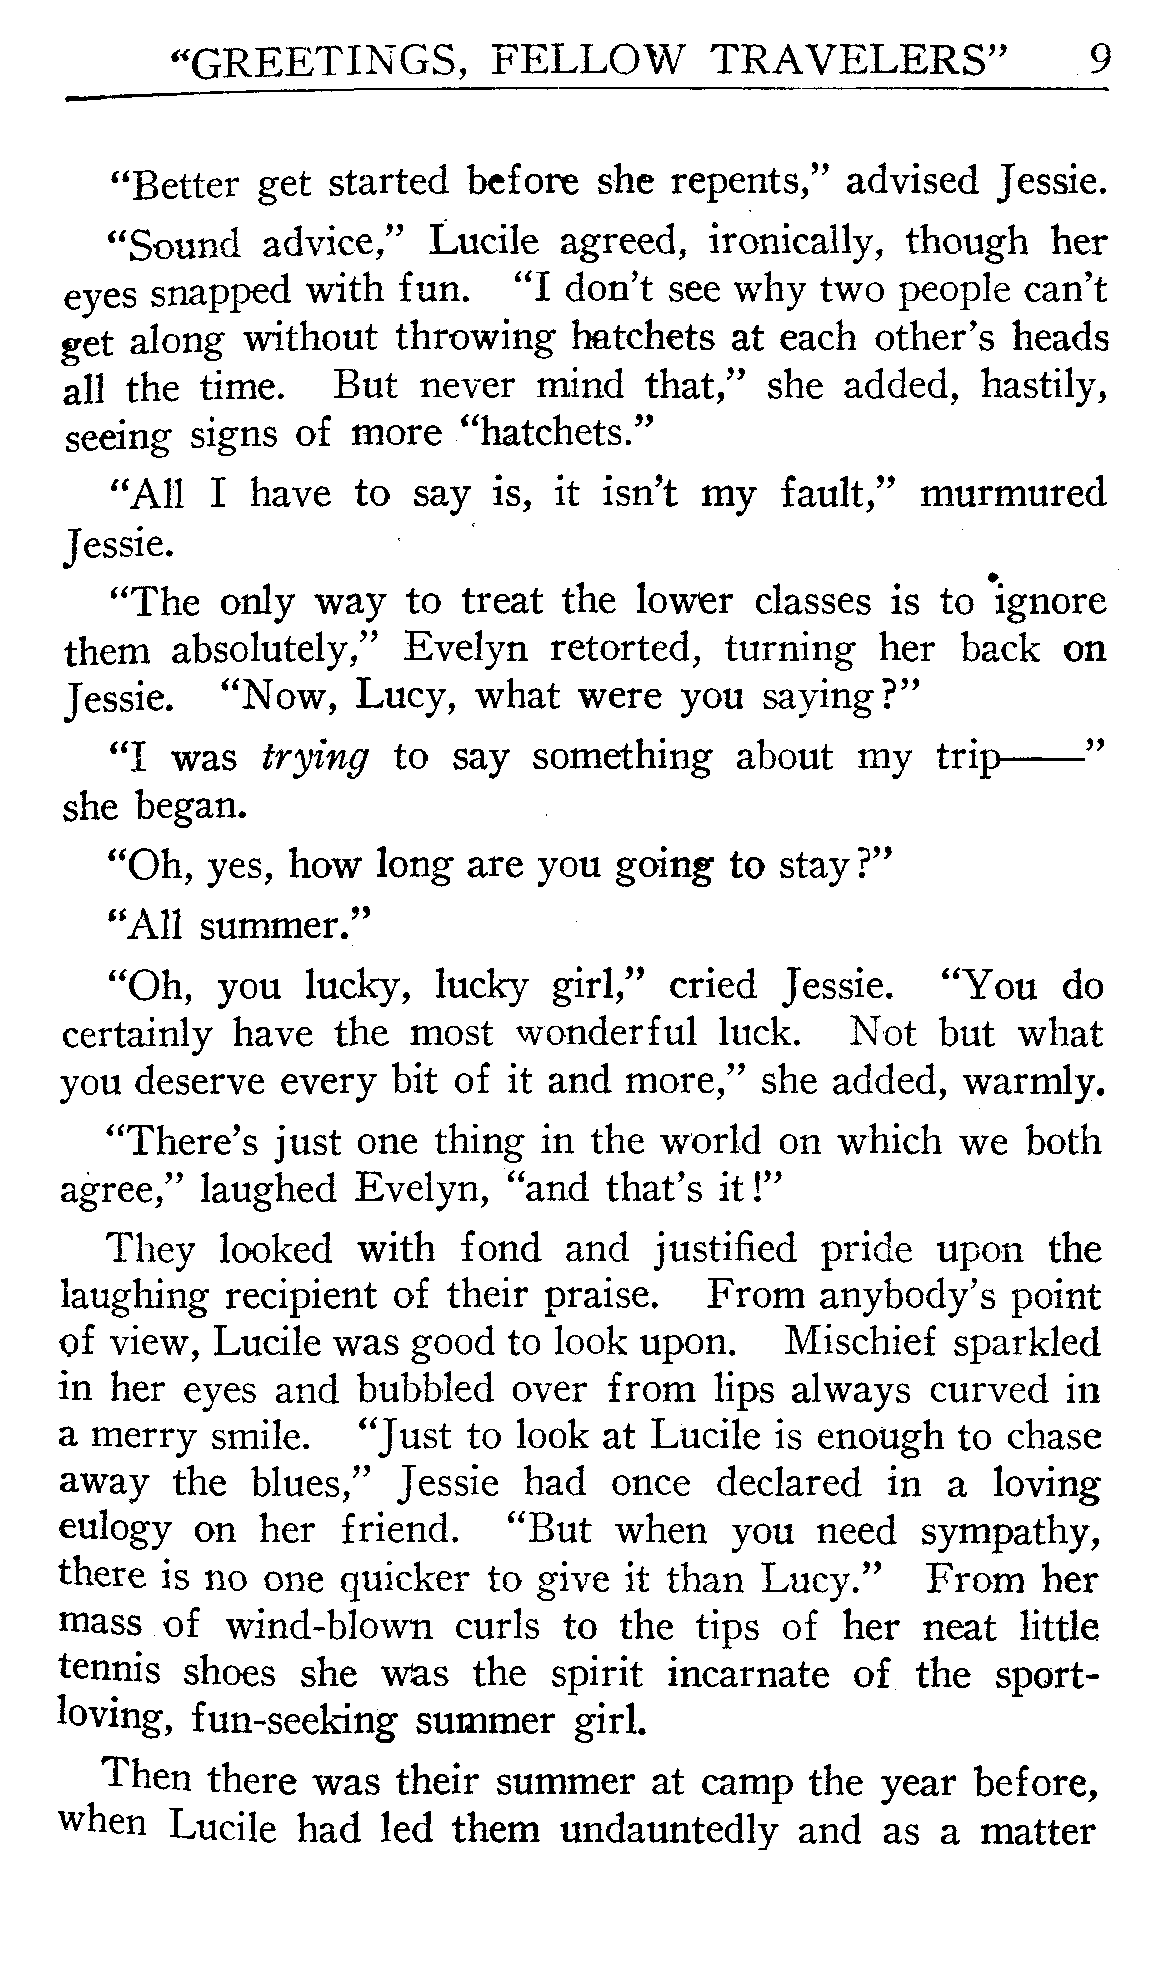 “GREETINGS, FELLOW TRAVELERS” 9
“Better get started before she repents,” advised Jessie.
“Sound advice,” Lucile agreed, ironically, though her
eyes snapped with fun. “I don’t see why two people can’t
get along without throwing hatchets at each other’s heads
all the time. But never mind that,” she added, hastily,
seeing signs of more “hatchets.”
“All I have to say is, it isn’t my fault,” murmured
Jessie.
“The only way to treat the lower classes is to ignore
them absolutely,” Evelyn retorted, turning her back on
Jessie. “Now, Lucy, what were you saying?”
“I was trying to say something about my trip——”
she began.
“Oh, yes, how long are you going to stay?”
“All summer.”
“Oh, you lucky, lucky girl,” cried Jessie. “You do
certainly have the most wonderful luck. Not but what
you deserve every bit of it and more,” she added, warmly.
“There’s just one thing in the world on which we both
agree,” laughed Evelyn, “and that’s it!”
They looked with fond and justified pride upon the
laughing recipient of their praise. From anybody’s point
of view, Lucile was good to look upon. Mischief sparkled
in her eyes and bubbled over from lips always curved in
a merry smile. “Just to look at Lucile is enough to chase
away the blues,” Jessie had once declared in a loving
eulogy on her friend. “But when you need sympathy,
there is no one quicker to give it than Lucy.” From her
mass of wind-blown curls to the tips of her neat little
tennis shoes she was the spirit incarnate of the sport-
loving, fun-seeking summer girl.
Then there was their summer at camp the year before,
when Lucile had led them undauntedly and as a matter